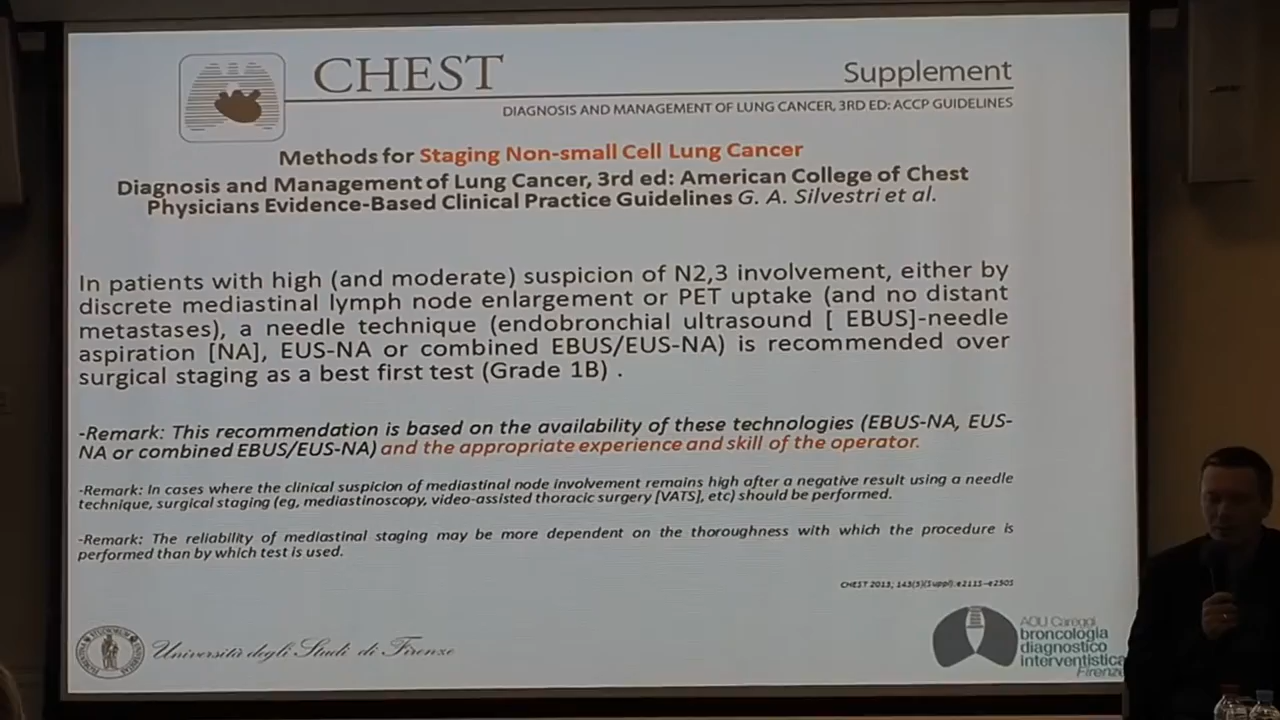 CHEST
Supplement
DIAGNOSIS AND MANAGEMENT OF LUNG CANCER, 3RD ED: ACCP GUIDELINES
Methods for Staging Non-small Cell Lung Cancer
Diagnosis and Management of Lung Cancer, 3rd ed: American College of Chest
Physicians Evidence-Based Clinical Practice Guidelines G. A. Silvestri et al.
In patients with high (and moderate) suspicion of N2,3 involvement, either by
discrete mediastinal lymph node enlargement or PET uptake (and no distant
metastases), a needle technique (endobronchial ultrasound [ EBUS]-needle
aspiration [NA], EUS-NA or combined EBUS/EUS-NA) is recommended over
surgical staging as a best first test (Grade 1B) .
-Remark: This recommendation is based on the availability of these technologies (EBUS-NA, EUS-
NA or combined EBUS/EUS-NA) and the appropriate experience and skill of the operator.
-Remark: In cases where the clinical suspicion of mediastinal node involvement remains high after a negative result using a needle
technique, surgical staging (eg, mediastinoscopy, video-assisted thoracic surgery [VATS], etc) should be performed.
-Remark: The reliability of mediastinal staging may be more dependent on the thoroughness with which the procedure is
performed than by which test is used.
CHEST 2013; 143(5)(Suppl):e211S–e250S
Università degli Studi di Firenze
AOU Careggi
broncologia
diagnostico
interventistica
Firenze